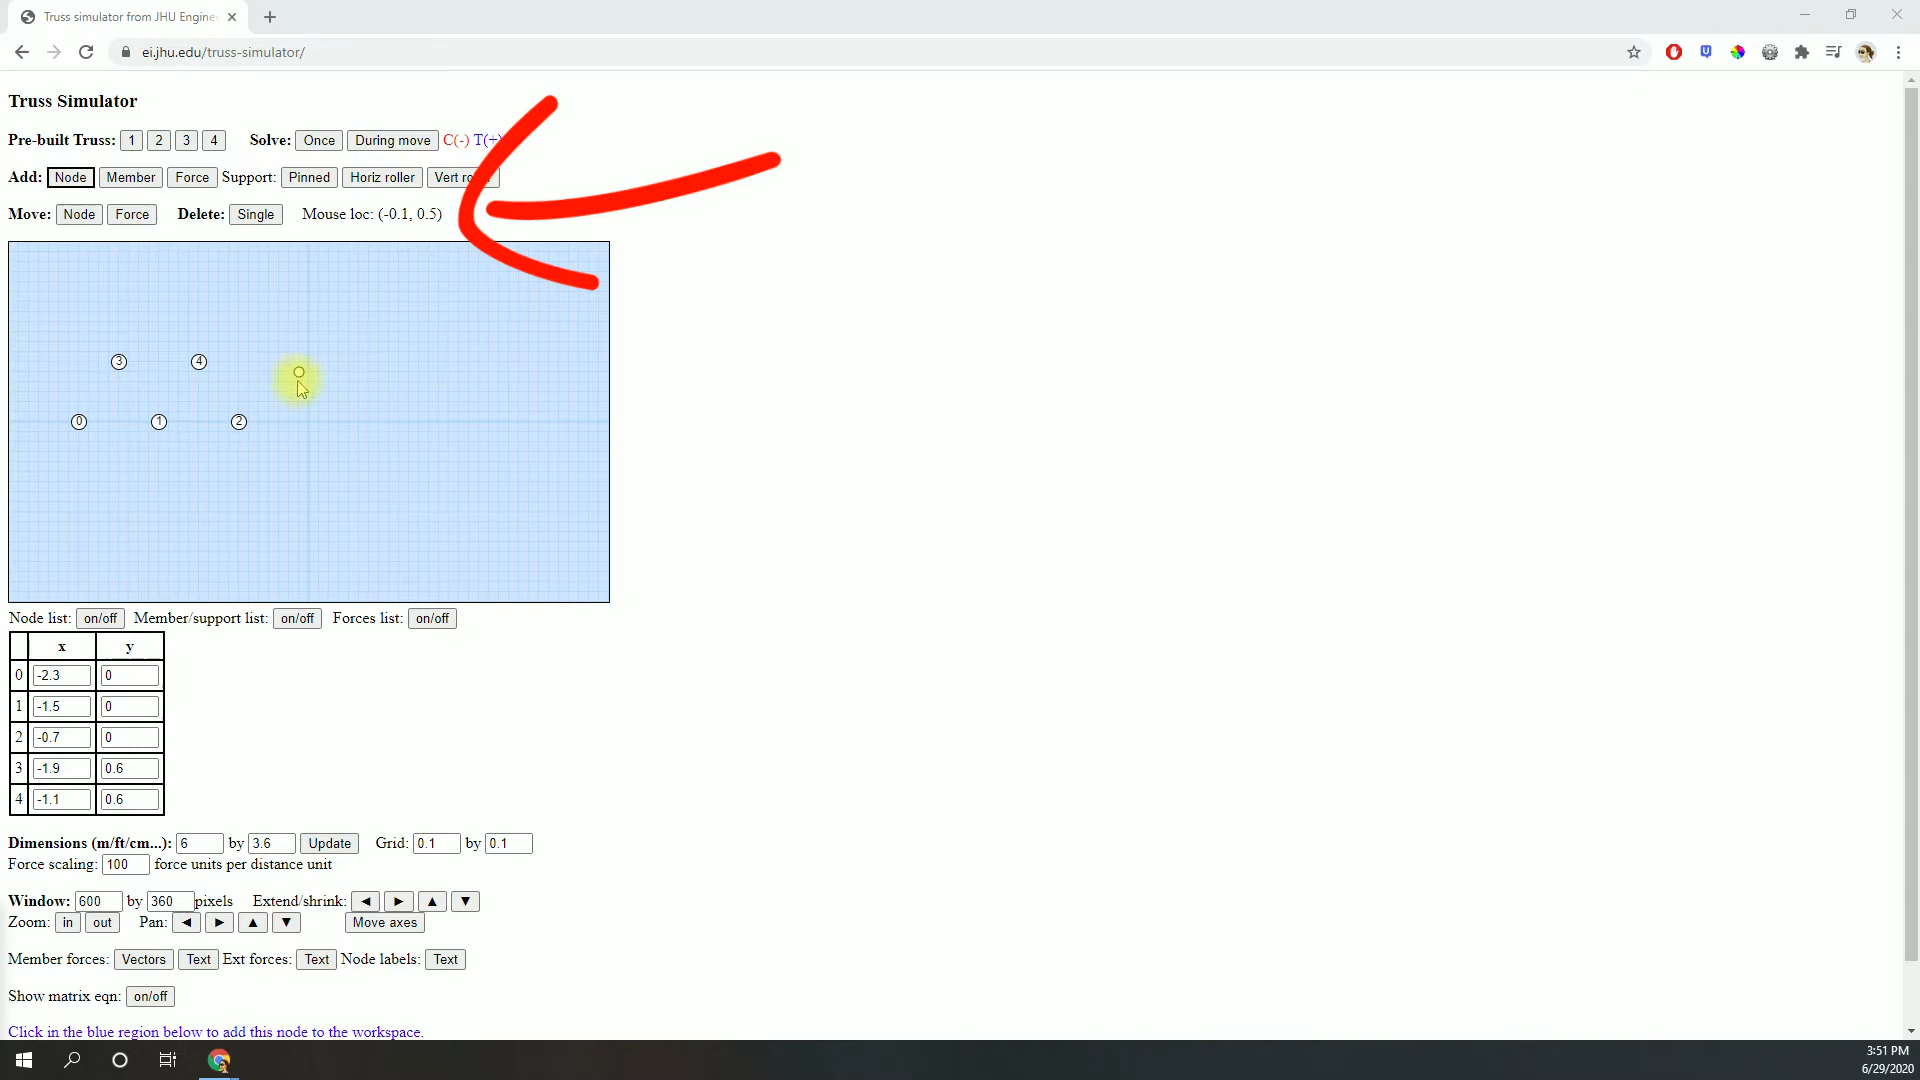 Truss simulator from JHU Engine
ei.jhu.edu/truss-simulator/
Truss Simulator
Pre-built Truss: 1 2 3 4 Solve: Once During move C(-) T(+)
Add: Node Member Force Support: Pinned Horiz roller Vert
Move: Node Force Delete: Single Mouse loc: (-0.1, 0.5)
3 4
0 1 2
Node list: on/off Member/support list: on/off Forces list: on/off
x y
0 -2.3 0
1 -1.5 0
2 -0.7 0
3 -1.9 0.6
4 -1.1 0.6
Dimensions (m/ft/cm...): 6 by 3.6 Update Grid: 0.1 by 0.1
Force scaling: 100 force units per distance unit
Window: 600 by 360 pixels Extend/shrink: ◄ ► ▲ ▼
Zoom: in out Pan: ◄ ► ▲ ▼ Move axes
Member forces: Vectors Text Ext forces: Text Node labels: Text
Show matrix eqn: on/off
Click in the blue region below to add this node to the workspace.
3:51 PM
6/29/2020